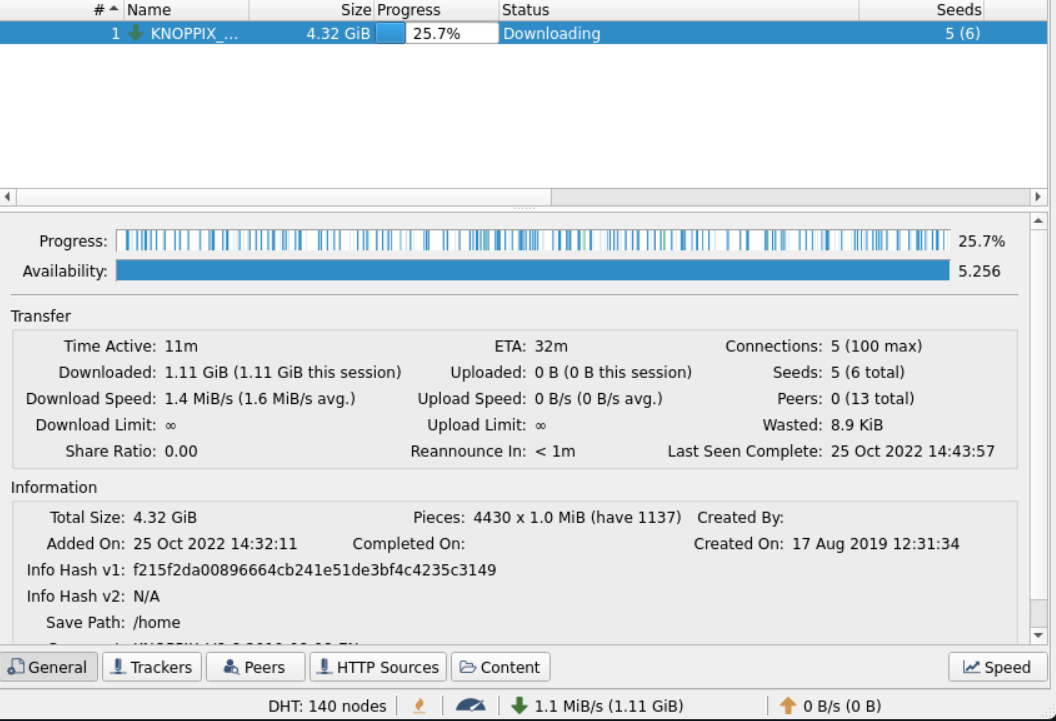 # Name Size Progress Status Seeds
1 KNOPPIX_... 4.32 GiB 25.7% Downloading 5 (6)
Progress: 25.7%
Availability: 5.256
Transfer
Time Active: 11m ETA: 32m Connections: 5 (100 max)
Downloaded: 1.11 GiB (1.11 GiB this session) Uploaded: 0 B (0 B this session) Seeds: 5 (6 total)
Download Speed: 1.4 MiB/s (1.6 MiB/s avg.) Upload Speed: 0 B/s (0 B/s avg.) Peers: 0 (13 total)
Download Limit: ∞ Upload Limit: ∞ Wasted: 8.9 KiB
Share Ratio: 0.00 Reannounce In: < 1m Last Seen Complete: 25 Oct 2022 14:43:57
Information
Total Size: 4.32 GiB Pieces: 4430 x 1.0 MiB (have 1137) Created By:
Added On: 25 Oct 2022 14:32:11 Completed On: Created On: 17 Aug 2019 12:31:34
Info Hash v1: f215f2da00896664cb241e51de3bf4c4235c3149
Info Hash v2: N/A
Save Path: /home
General Trackers Peers HTTP Sources Content Speed
DHT: 140 nodes 1.1 MiB/s (1.11 GiB) 0 B/s (0 B)